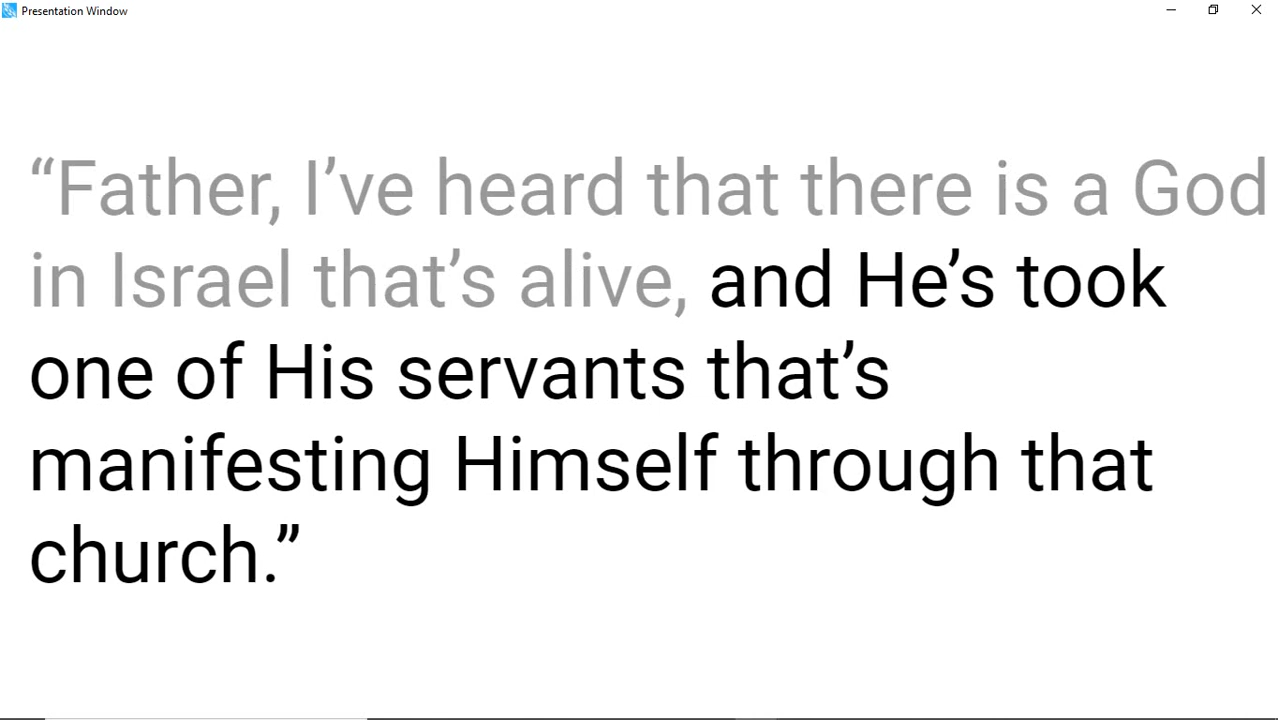 Presentation Window
“Father, I’ve heard that there is a God
in Israel that’s alive, and He’s took
one of His servants that’s
manifesting Himself through that
church.”